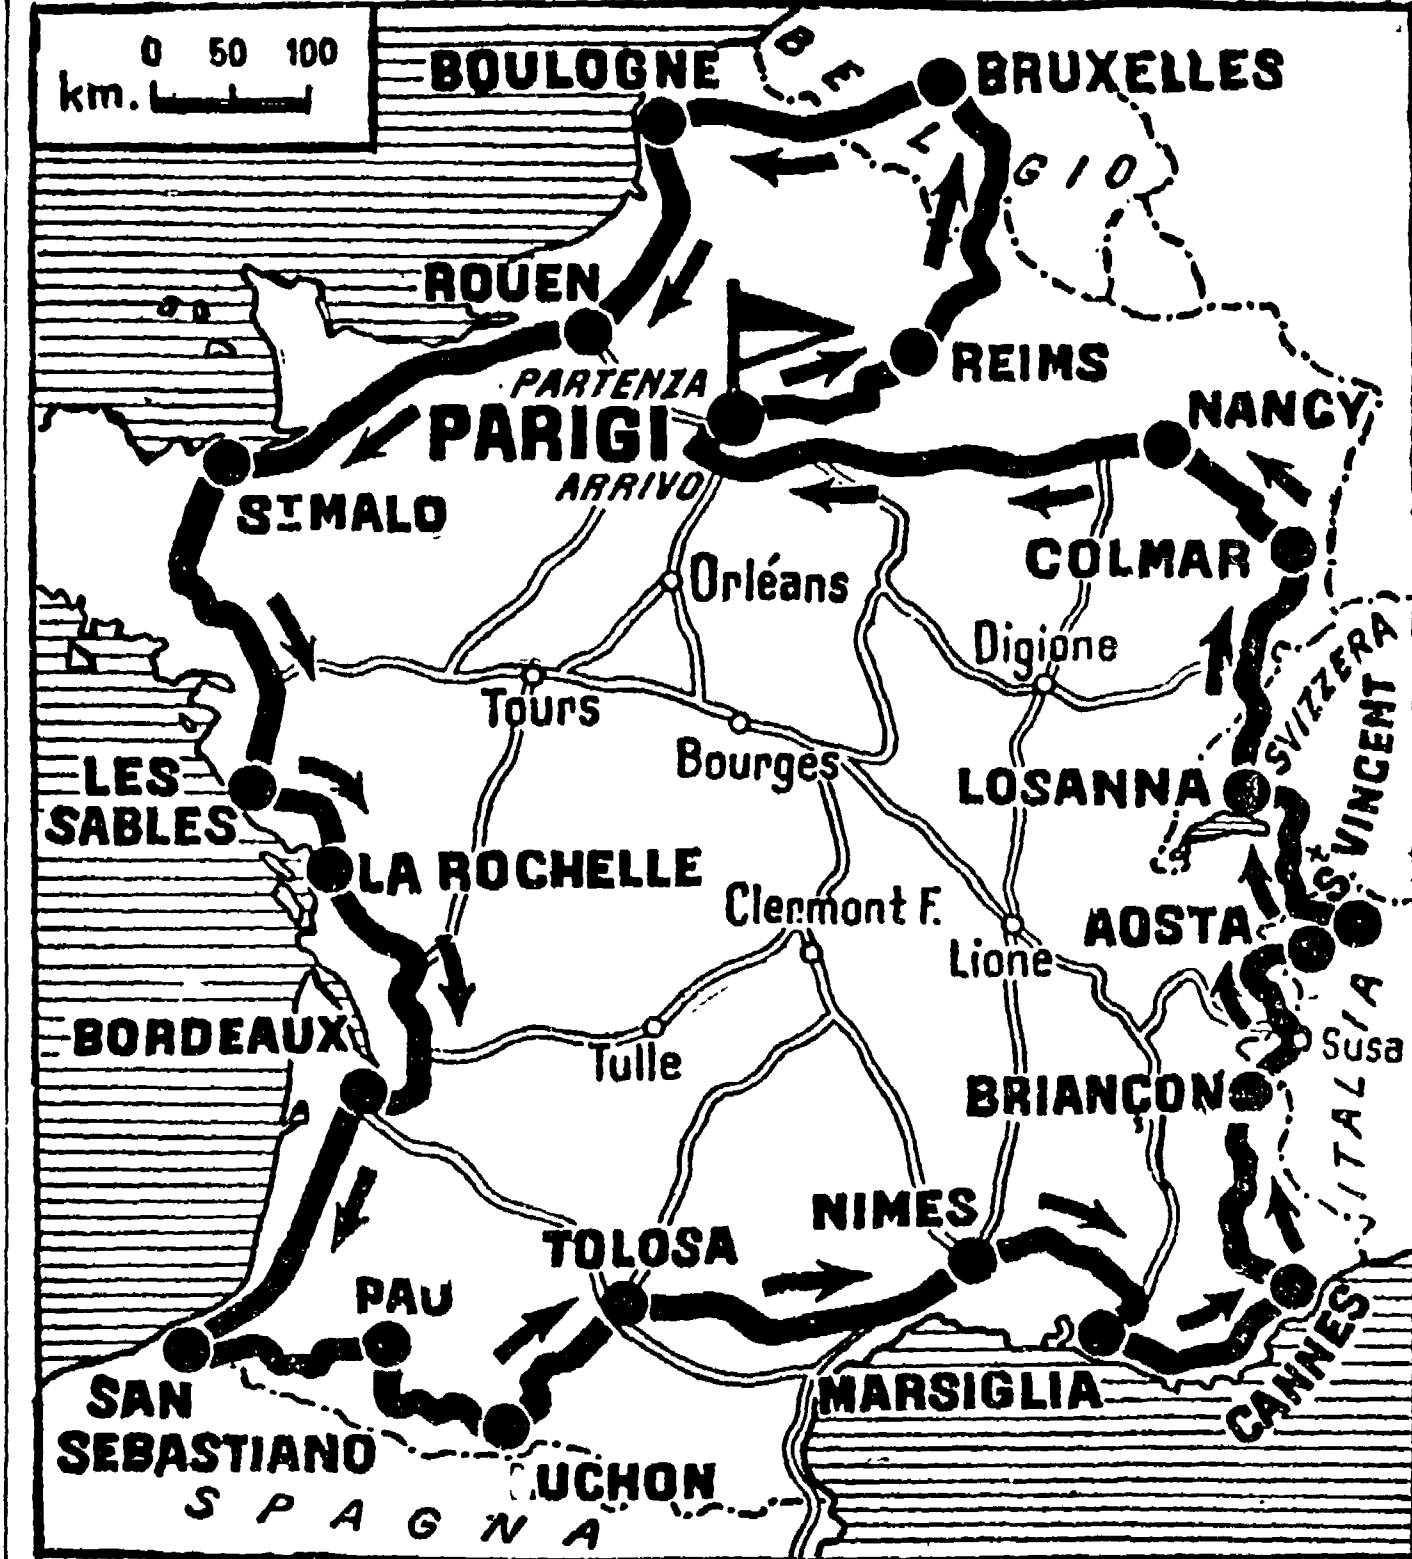 0 50 100
km.
BOULOGNE
BRUXELLES
BELGIO
ROUEN
REIMS
PARTENZA
PARIGI
ARRIVO
NANCY
ST MALO
COLMAR
Orléans
Digione
Tours
Bourges
SVIZZERA
LES
SABLES
LOSANNA
ST VINCENT
LA ROCHELLE
Clermont F.
AOSTA
Lione
BORDEAUX
Tulle
Susa
BRIANÇON
ITALIA
NIMES
TOLOSA
PAU
SAN
SEBASTIANO
MARSIGLIA
CANNES
UCHON
SPAGNA